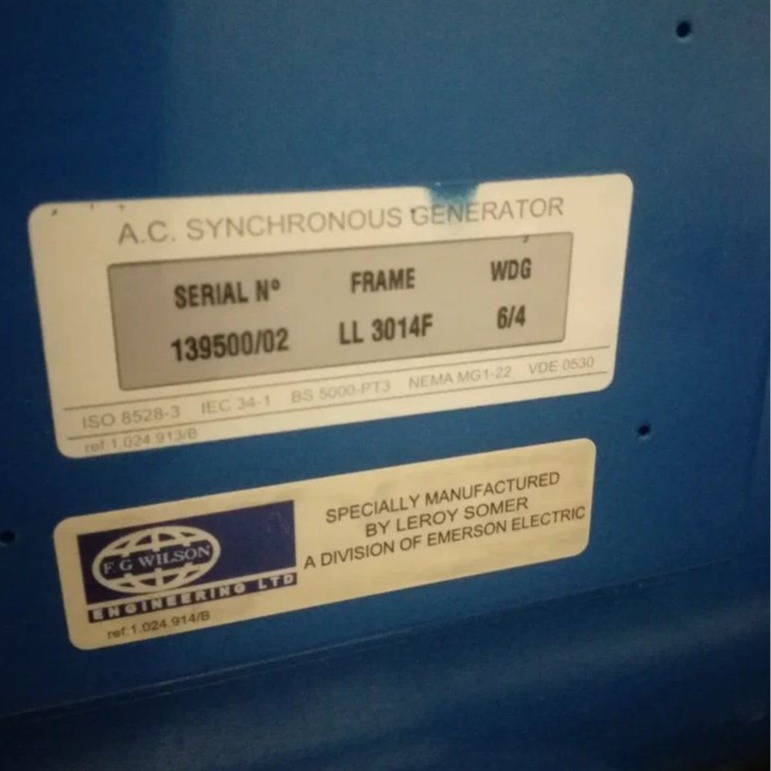 A.C. SYNCHRONOUS GENERATOR
SERIAL Nº FRAME WDG
139500/02 LL 3014F 6/4
ISO 8528-3 IEC 34-1 BS 5000-PT3 NEMA MG1-22 VDE 0530
ref.1.024 913/B
F.G WILSON
ENGINEERING LTD
SPECIALLY MANUFACTURED
BY LEROY SOMER
A DIVISION OF EMERSON ELECTRIC
ref.1.024.914/B